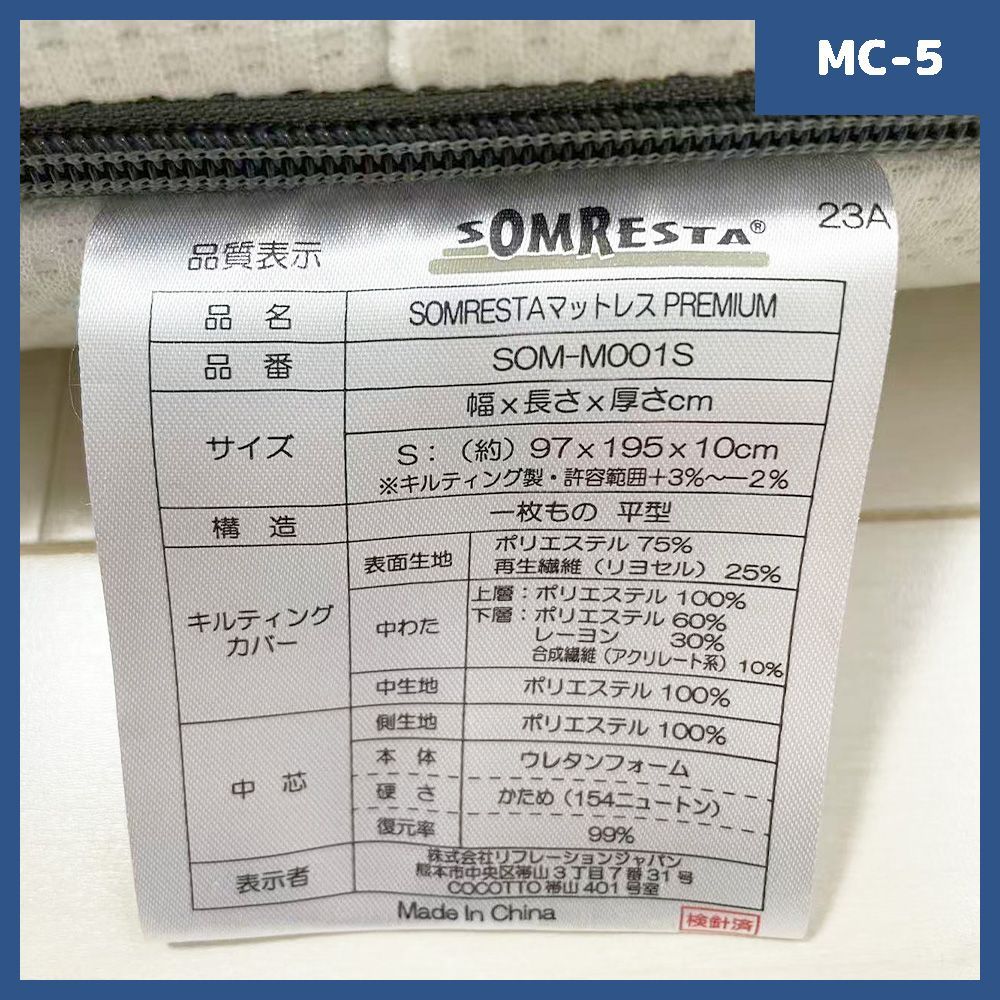 MC-5
品質表示
SOMRESTA®
23A
品 名 SOMRESTAマットレス PREMIUM
品 番 SOM-M001S
サイズ
幅x長さx厚さcm
S:(約)97x195x10cm
※キルティング製・許容範囲+3%〜−2%
構 造 一枚もの 平型
キルティング
カバー
表面生地
ポリエステル 75%
再生繊維(リヨセル) 25%
中わた
上層:ポリエステル 100%
下層:ポリエステル 60%
レーヨン 30%
合成繊維(アクリレート系) 10%
中生地 ポリエステル 100%
中 芯
側生地 ポリエステル 100%
本 体 ウレタンフォーム
硬 さ かため(154ニュートン)
復元率 99%
表示者
株式会社リフレーションジャパン
熊本市中央区帯山3丁目7番31号
COCOTTO帯山401号室
Made In China
検針済